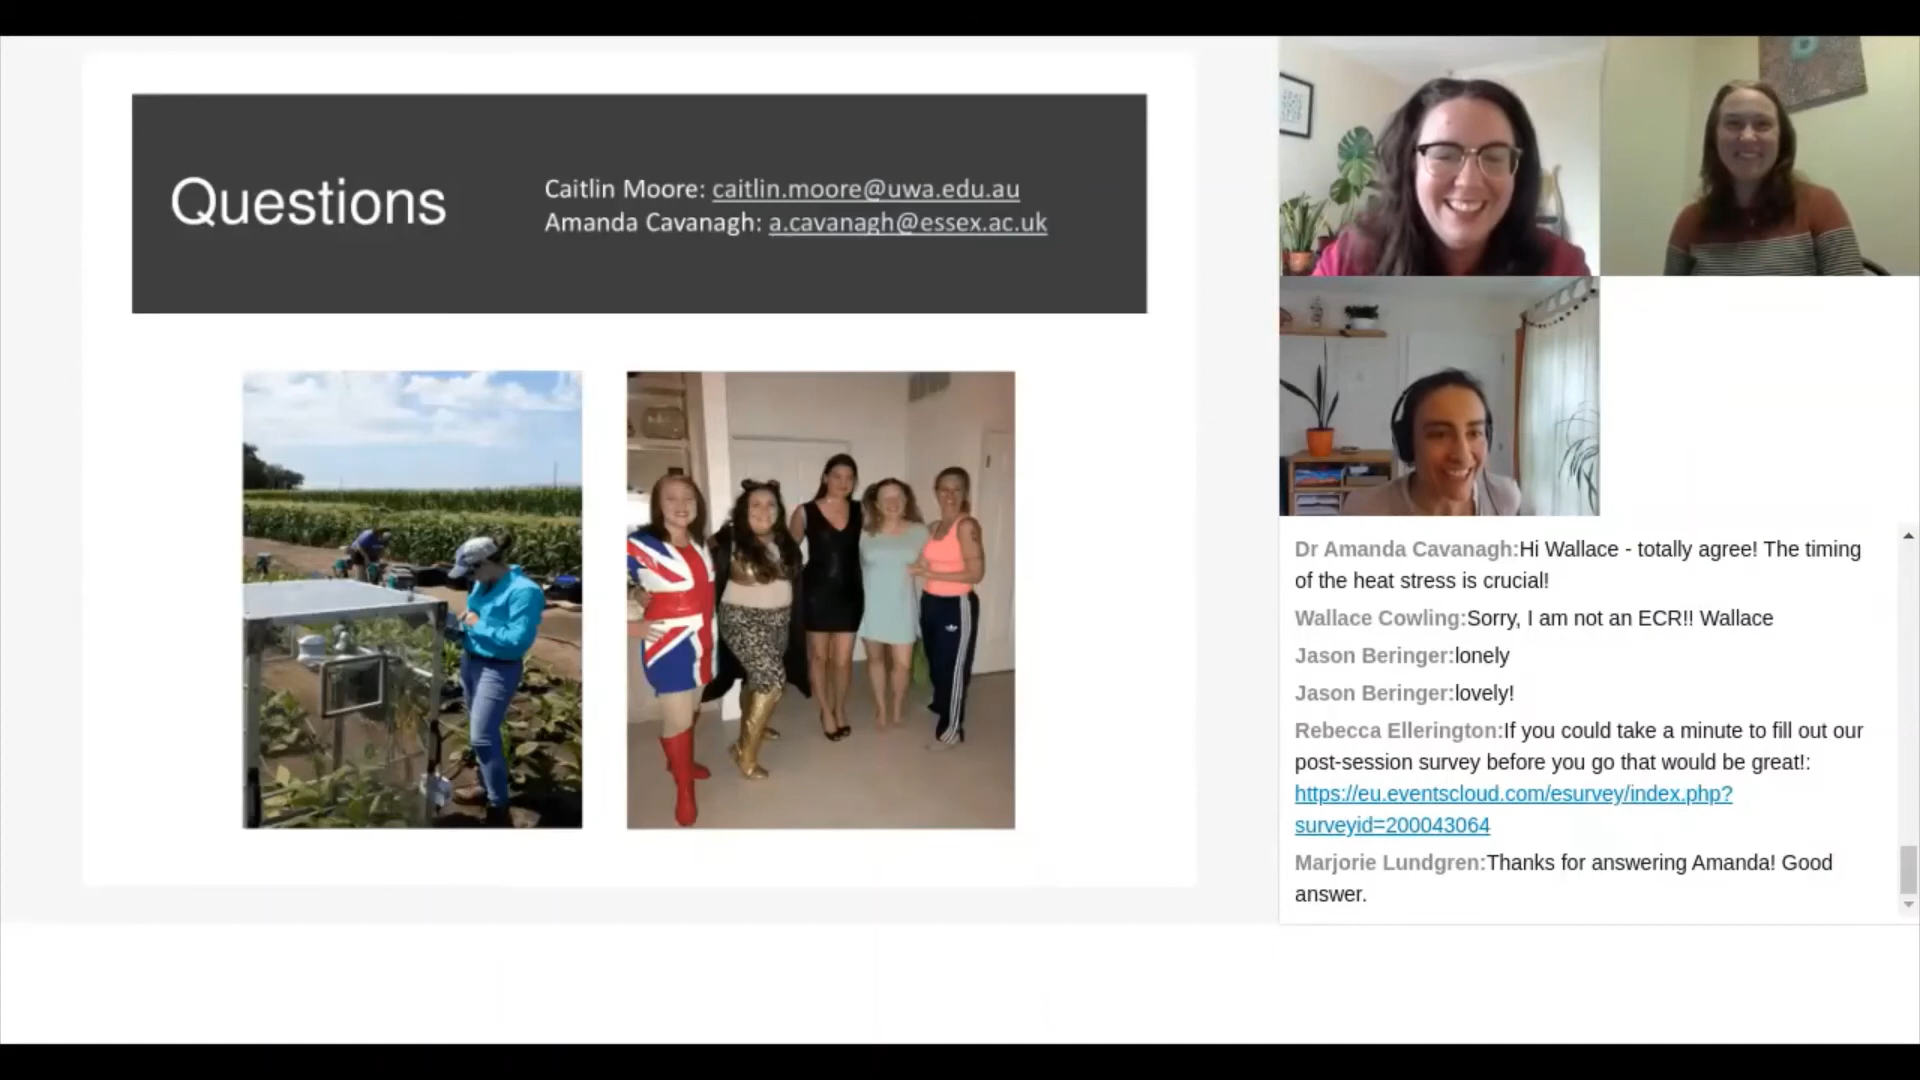 Questions
Caitlin Moore: caitlin.moore@uwa.edu.au
Amanda Cavanagh: a.cavanagh@essex.ac.uk
Dr Amanda Cavanagh:Hi Wallace - totally agree! The timing
of the heat stress is crucial!
Wallace Cowling:Sorry, I am not an ECR!! Wallace
Jason Beringer:lonely
Jason Beringer:lovely!
Rebecca Ellerington:If you could take a minute to fill out our
post-session survey before you go that would be great!:
https://eu.eventscloud.com/esurvey/index.php?
surveyid=200043064
Marjorie Lundgren:Thanks for answering Amanda! Good
answer.